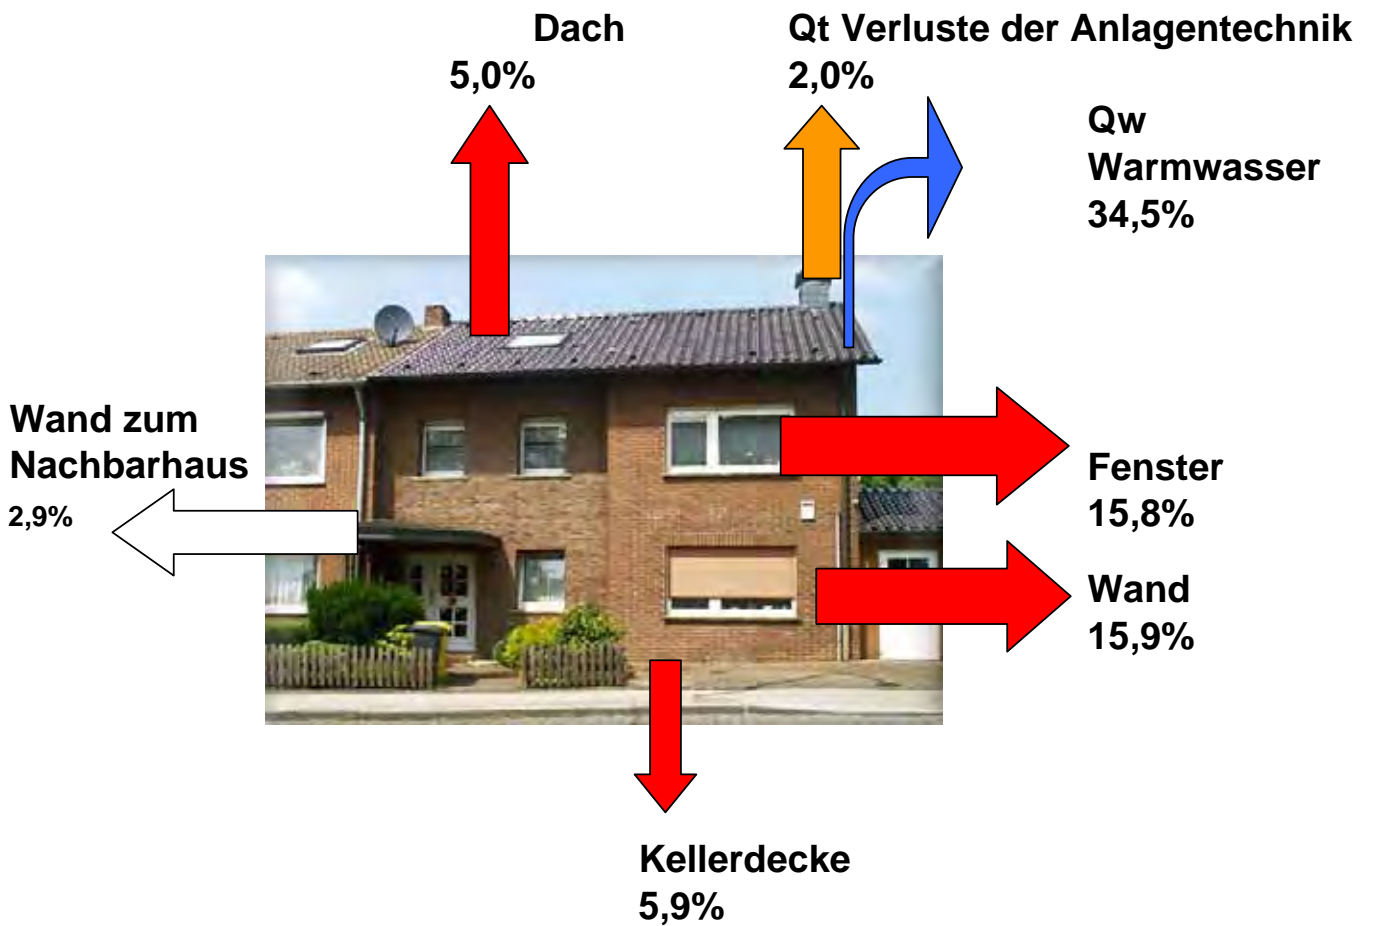 Dach
5,0%
Qt Verluste der Anlagentechnik
2,0%
Qw
Warmwasser
34,5%
Wand zum
Nachbarhaus
2,9%
Fenster
15,8%
Wand
15,9%
Kellerdecke
5,9%